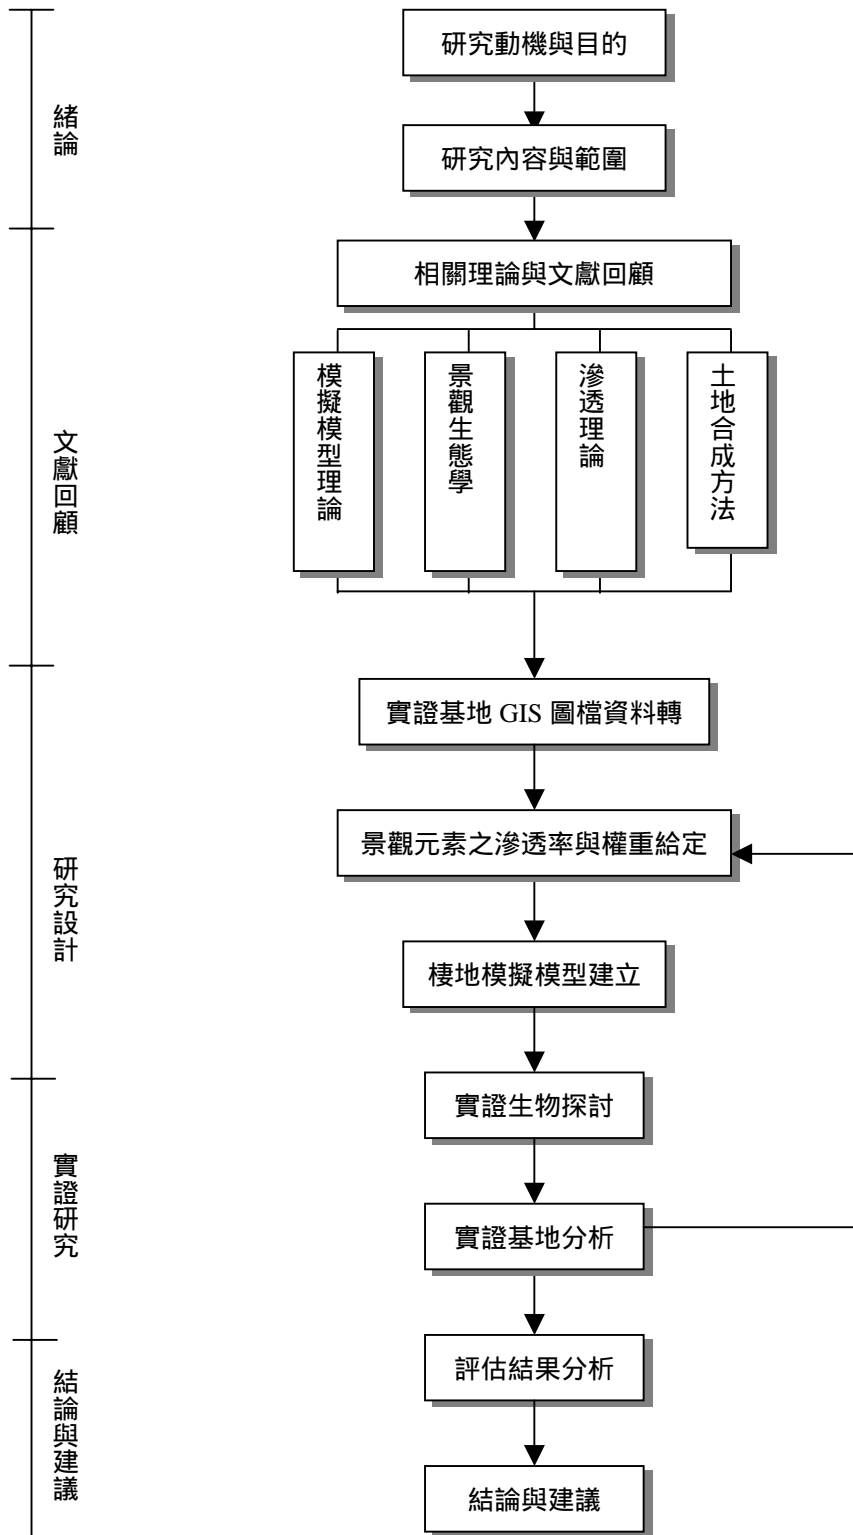 緒論
研究動機與目的
研究內容與範圍
文獻回顧
相關理論與文獻回顧
模擬模型理論
景觀生態學
滲透理論
土地合成方法
研究設計
實證基地 GIS 圖檔資料轉
景觀元素之滲透率與權重給定
棲地模擬模型建立
實證研究
實證生物探討
實證基地分析
結論與建議
評估結果分析
結論與建議